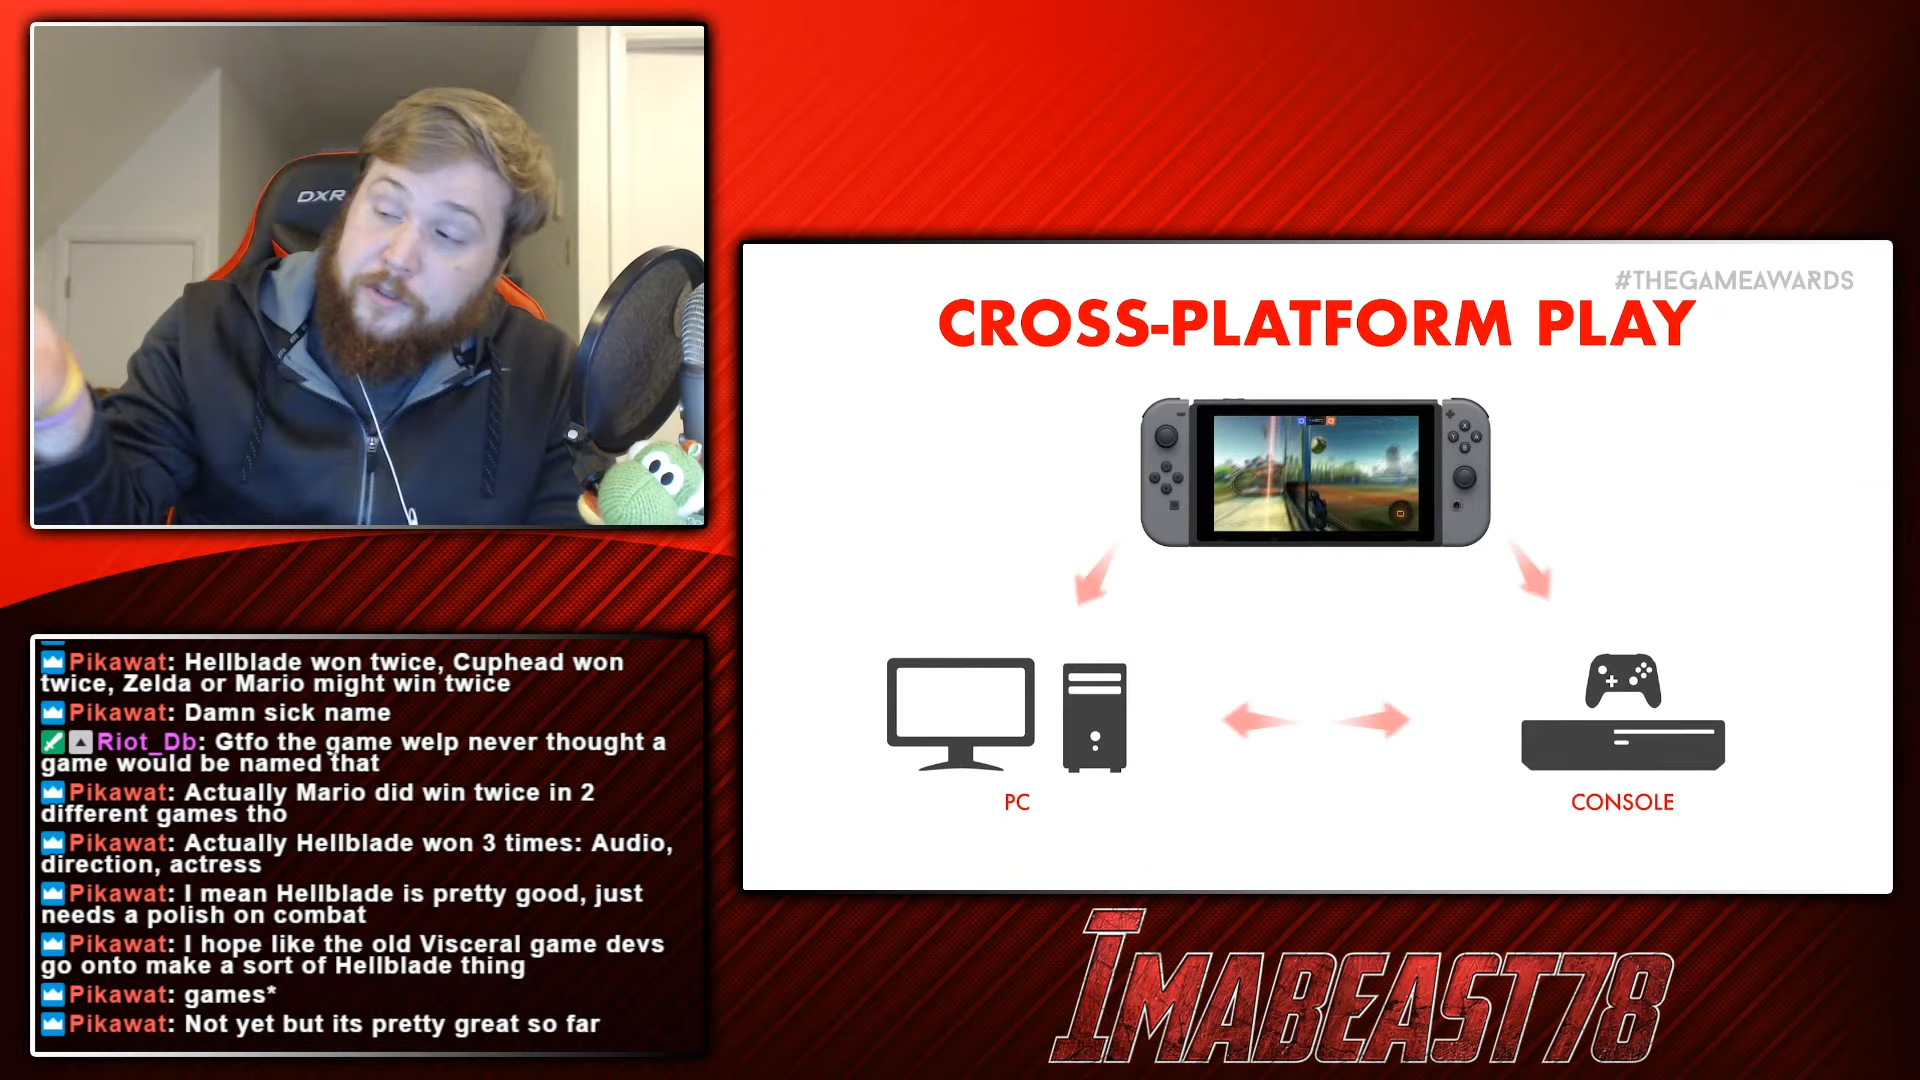 DXR
#THEGAMEAWARDS
CROSS-PLATFORM PLAY
PC
CONSOLE
Pikawat: Hellblade won twice, Cuphead won
twice, Zelda or Mario might win twice
Pikawat: Damn sick name
Riot_Db: Gtfo the game welp never thought a
game would be named that
Pikawat: Actually Mario did win twice in 2
different games tho
Pikawat: Actually Hellblade won 3 times: Audio,
direction, actress
Pikawat: I mean Hellblade is pretty good, just
needs a polish on combat
Pikawat: I hope like the old Visceral game devs
go onto make a sort of Hellblade thing
Pikawat: games*
Pikawat: Not yet but its pretty great so far
IMABEAST78